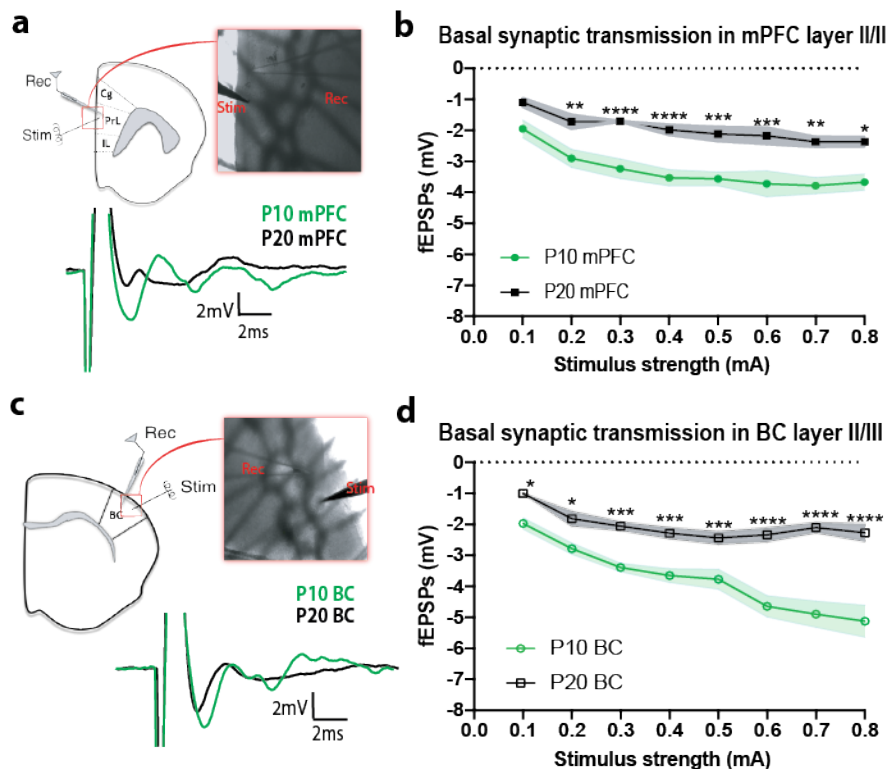 a
Rec
Stim
Cg
PrL
IL
Stim
Rec
P10 mPFC
P20 mPFC
2mV
2ms
b
Basal synaptic transmission in mPFC layer II/II
fEPSPs (mV)
0
-1
-2
-3
-4
-5
-6
-7
-8
** **** **** *** *** ** *
P10 mPFC
P20 mPFC
0.0 0.1 0.2 0.3 0.4 0.5 0.6 0.7 0.8
Stimulus strength (mA)
c
Rec
Stim
BC
Rec
Stim
P10 BC
P20 BC
2mV
2ms
d
Basal synaptic transmission in BC layer II/III
fEPSPs (mV)
0
-1
-2
-3
-4
-5
-6
-7
-8
* * *** *** *** **** **** ****
P10 BC
P20 BC
0.0 0.1 0.2 0.3 0.4 0.5 0.6 0.7 0.8
Stimulus strength (mA)